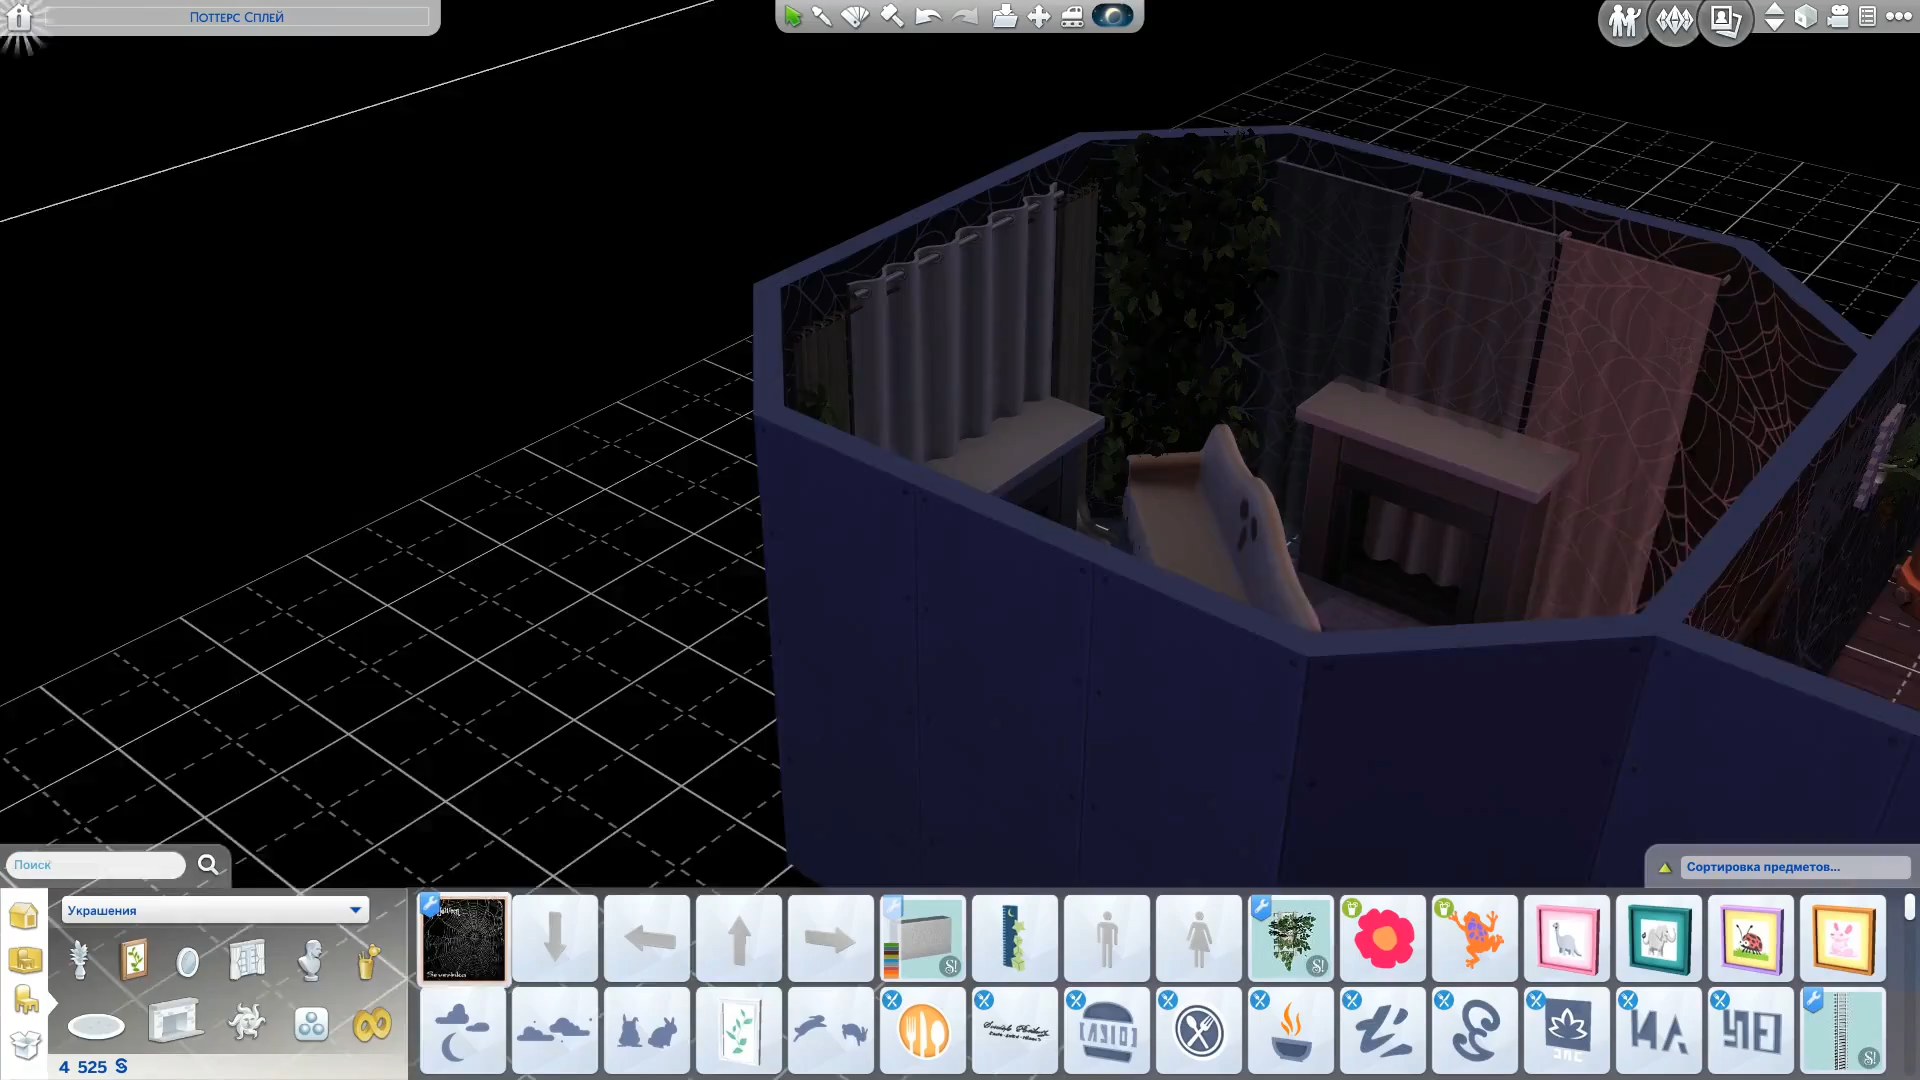 Поттерс Сплей
Поиск
Сортировка предметов...
Украшения
4 525 S